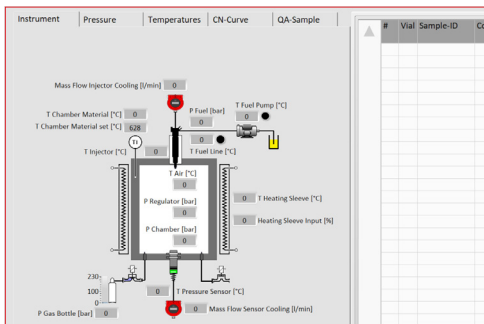 Instrument Pressure Temperatures CN-Curve QA-Sample
# Vial Sample-ID
Mass Flow Injector Cooling [l/min] 0
P Fuel [bar] T Fuel Pump [°C]
T Chamber Material [°C] 0 0 0
T Chamber Material set [°C] 628
TI 0
T Injector [°C] 0 T Fuel Line [°C]
T Air [°C]
0
P Regulator [bar] 0 T Heating Sleeve [°C]
0
0 Heating Sleeve Input [%]
P Chamber [bar]
0
230
100 0 T Pressure Sensor [°C]
0
0 Mass Flow Sensor Cooling [l/min]
P Gas Bottle [bar] 0